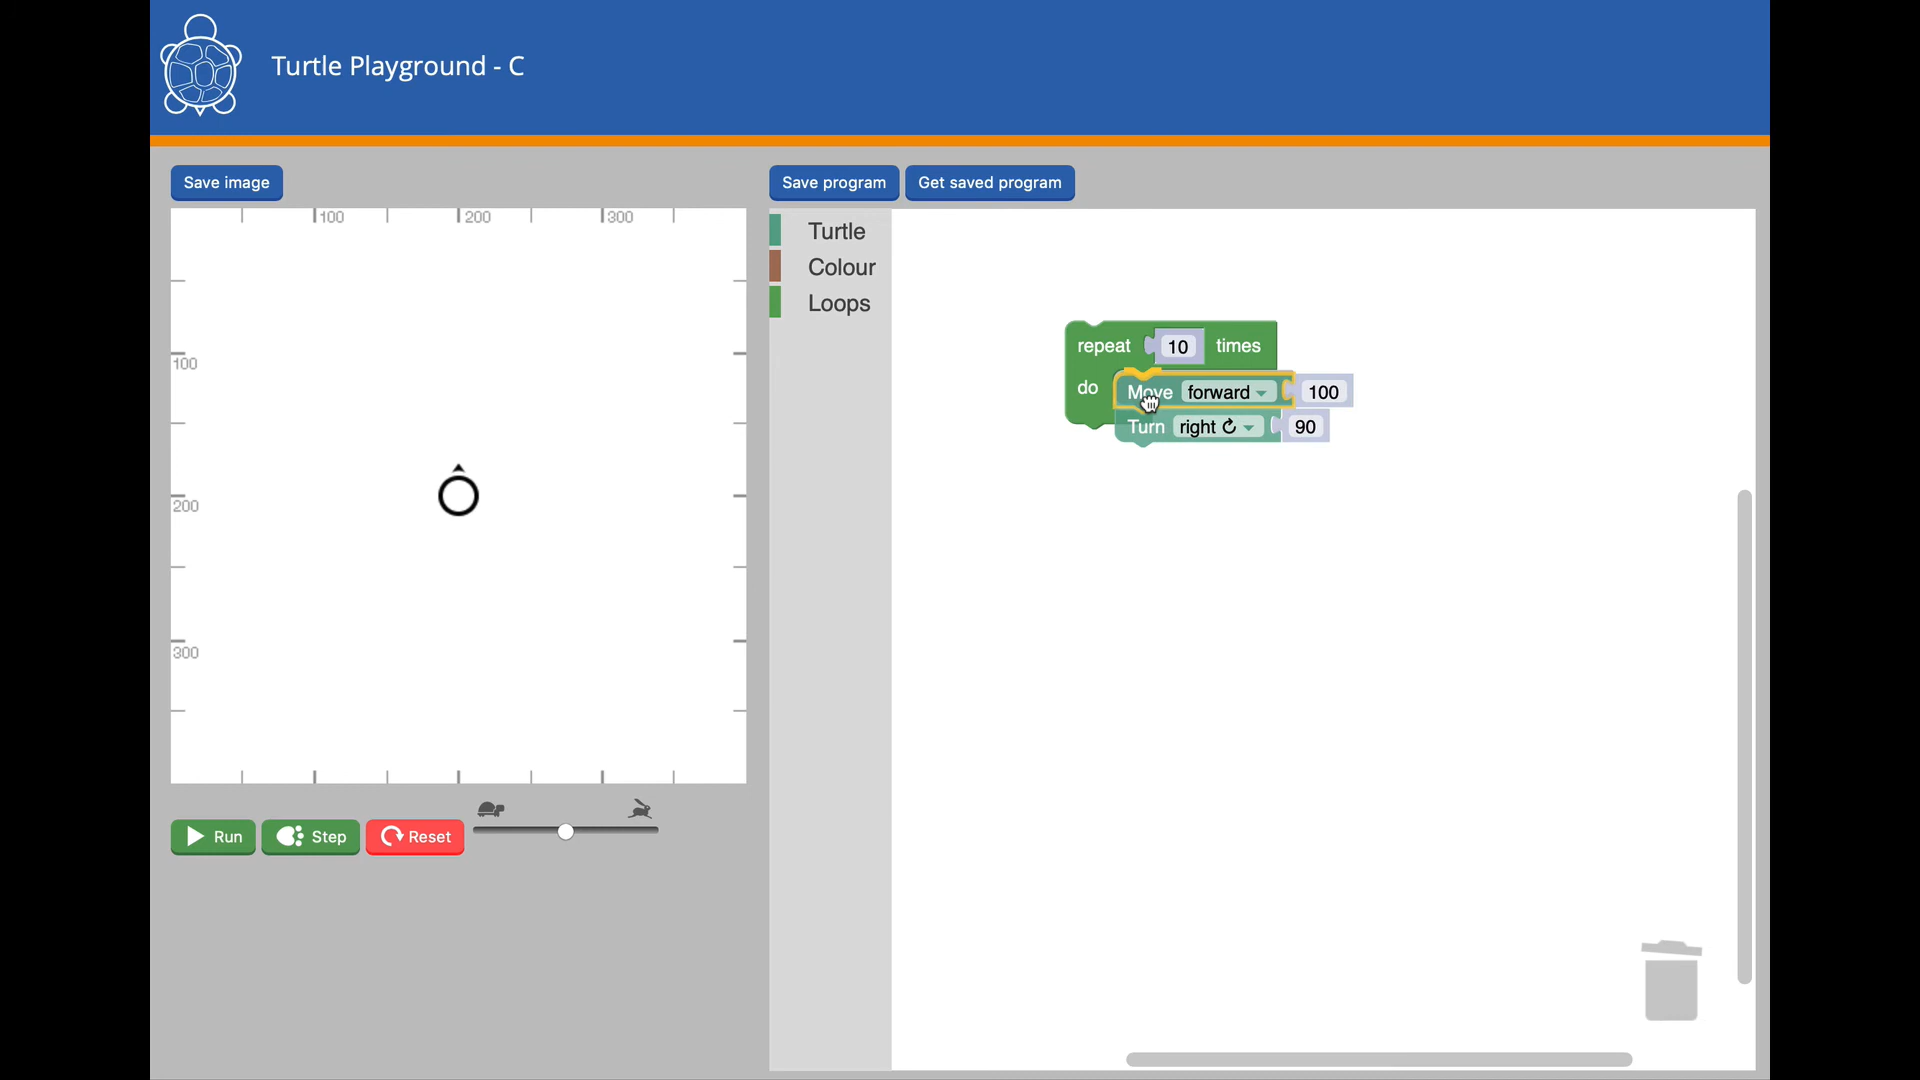 Turtle Playground - C
Save image
Save program
Get saved program
100
200
300
100
200
300
Turtle
Colour
Loops
repeat 10 times
do Move forward 100
Turn right ↻ 90
Run
Step
Reset